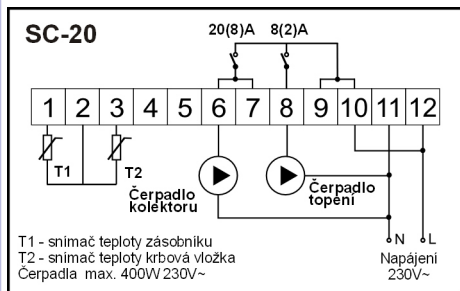 SC-20
20(8)A 8(2)A
1 2 3 4 5 6 7 8 9 10 11 12
T1 T2
Čerpadlo
kolektoru
Čerpadlo
topení
N L
T1 - snímač teploty zásobníku
T2 - snímač teploty krbová vložka
Čerpadla max. 400W 230V~
Napájení
230V~